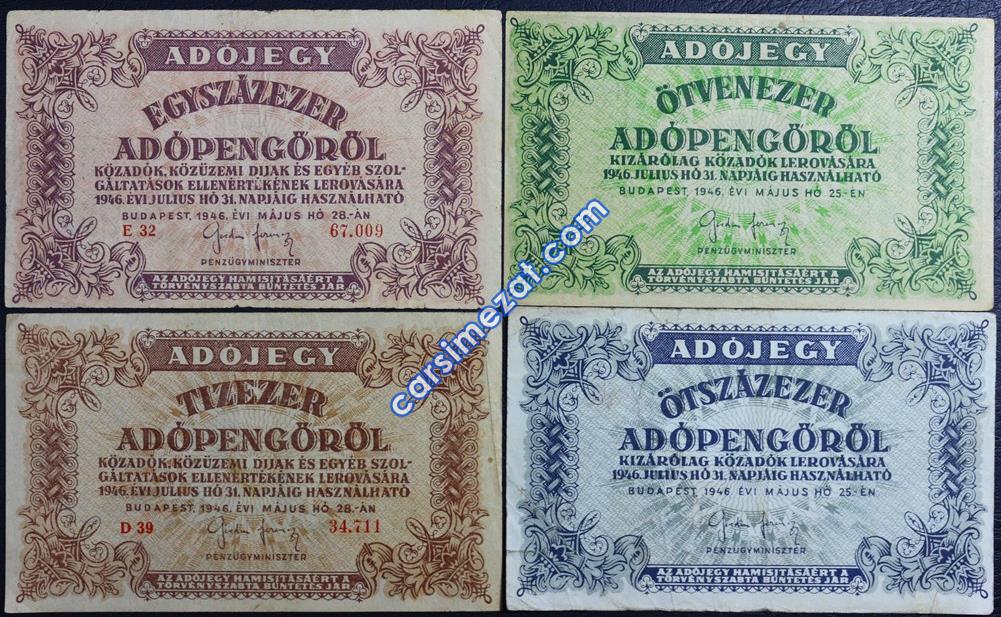 ADÓJEGY
EGYSZÁZEZER
ADÓPENGŐRŐL
KÖZADÓK, KÖZÜZEMI DIJAK ÉS EGYÉB SZOL-
GÁLTATÁSOK ELLENÉRTÉKÉNEK LEROVÁSÁRA
1946. ÉVI JULIUS HÓ 31. NAPJÁIG HASZNÁLHATÓ
BUDAPEST, 1946. ÉVI MÁJUS HÓ 28.-ÁN
E 32 67.009
PÉNZÜGYMINISZTER
AZ ADÓJEGY HAMISITÁSAÉRT A
TÖRVÉNYSZABTA BÜNTETÉS JÁR
ADÓJEGY
ÖTVENEZER
ADÓPENGŐRŐL
KIZÁRÓLAG KÖZADÓK LEROVÁSÁRA
1946. JULIUS HÓ 31. NAPJÁIG HASZNÁLHATÓ
BUDAPEST, 1946. ÉVI MÁJUS HÓ 25.-ÉN
PÉNZÜGYMINISZTER
AZ ADÓJEGY HAMISITÁSAÉRT A
TÖRVÉNYSZABTA BÜNTETÉS JÁR
ADÓJEGY
TIZEZER
ADÓPENGŐRŐL
KÖZADÓK, KÖZÜZEMI DIJAK ÉS EGYÉB SZOL-
GÁLTATÁSOK ELLENÉRTÉKÉNEK LEROVÁSÁRA
1946. ÉVI JULIUS HÓ 31. NAPJÁIG HASZNÁLHATÓ
BUDAPEST, 1946. ÉVI MÁJUS HÓ 28.-ÁN
D 39 34.711
PÉNZÜGYMINISZTER
AZ ADÓJEGY HAMISITÁSAÉRT A
TÖRVÉNYSZABTA BÜNTETÉS JÁR
ADÓJEGY
ÖTSZÁZEZER
ADÓPENGŐRŐL
KIZÁRÓLAG KÖZADÓK LEROVÁSÁRA
1946. JULIUS HÓ 31. NAPJÁIG HASZNÁLHATÓ
BUDAPEST, 1946. ÉVI MÁJUS HÓ 25.-ÉN
PÉNZÜGYMINISZTER
AZ ADÓJEGY HAMISITÁSAÉRT A
TÖRVÉNYSZABTA BÜNTETÉS JÁR
carsimezat.com